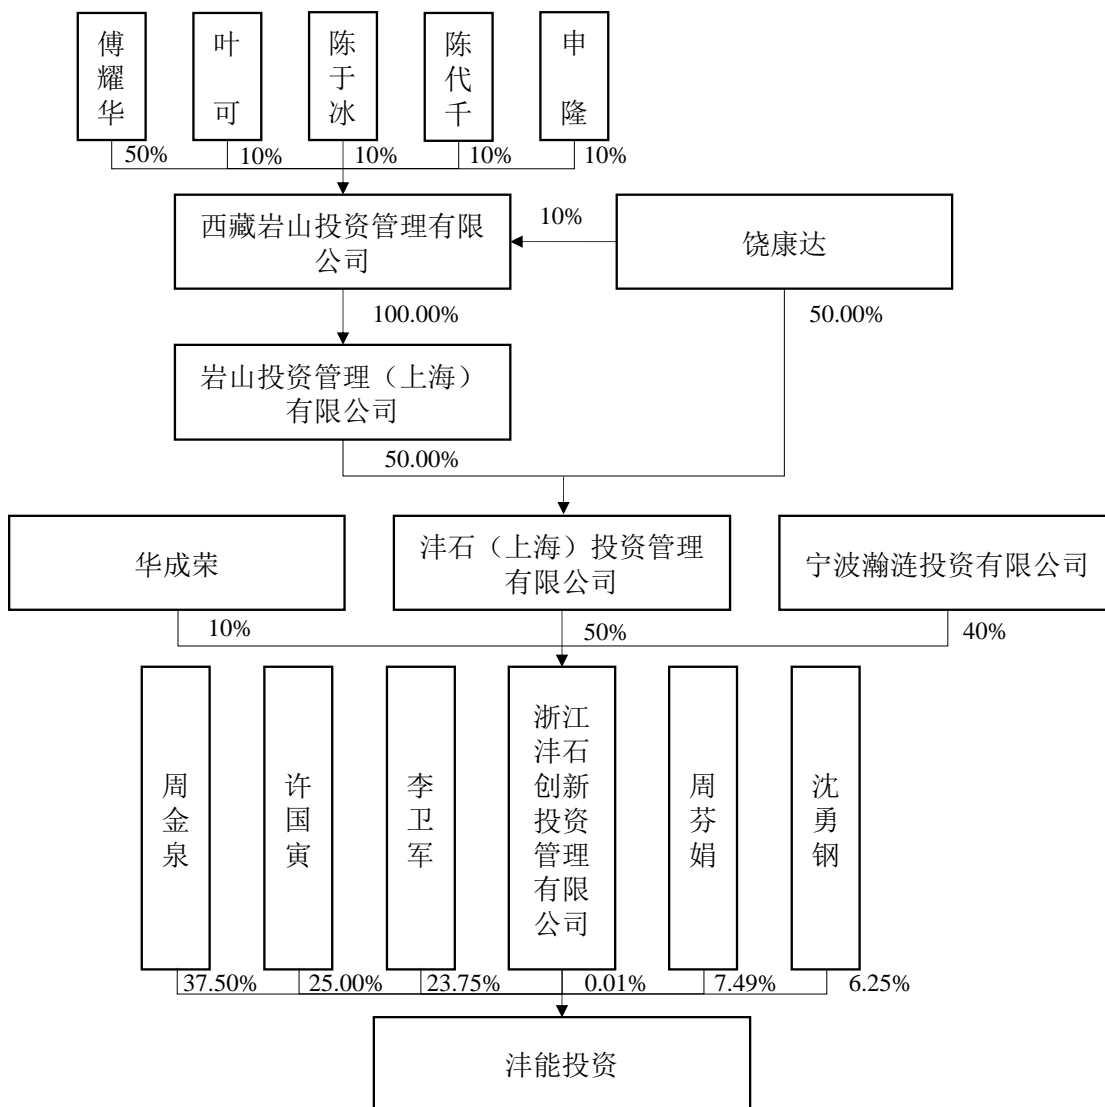 傅耀华
叶可
陈于冰
陈代千
申隆
50%
10%
10%
10%
10%
西藏岩山投资管理有限
公司
10%
饶康达
100.00%
50.00%
岩山投资管理（上海）
有限公司
50.00%
华成荣
沣石（上海）投资管理
有限公司
宁波瀚涟投资有限公司
10%
50%
40%
周金泉
许国寅
李卫军
浙江
沣石
创新
投资
管理
有限
公司
周芬娟
沈勇钢
37.50%
25.00%
23.75%
0.01%
7.49%
6.25%
沣能投资